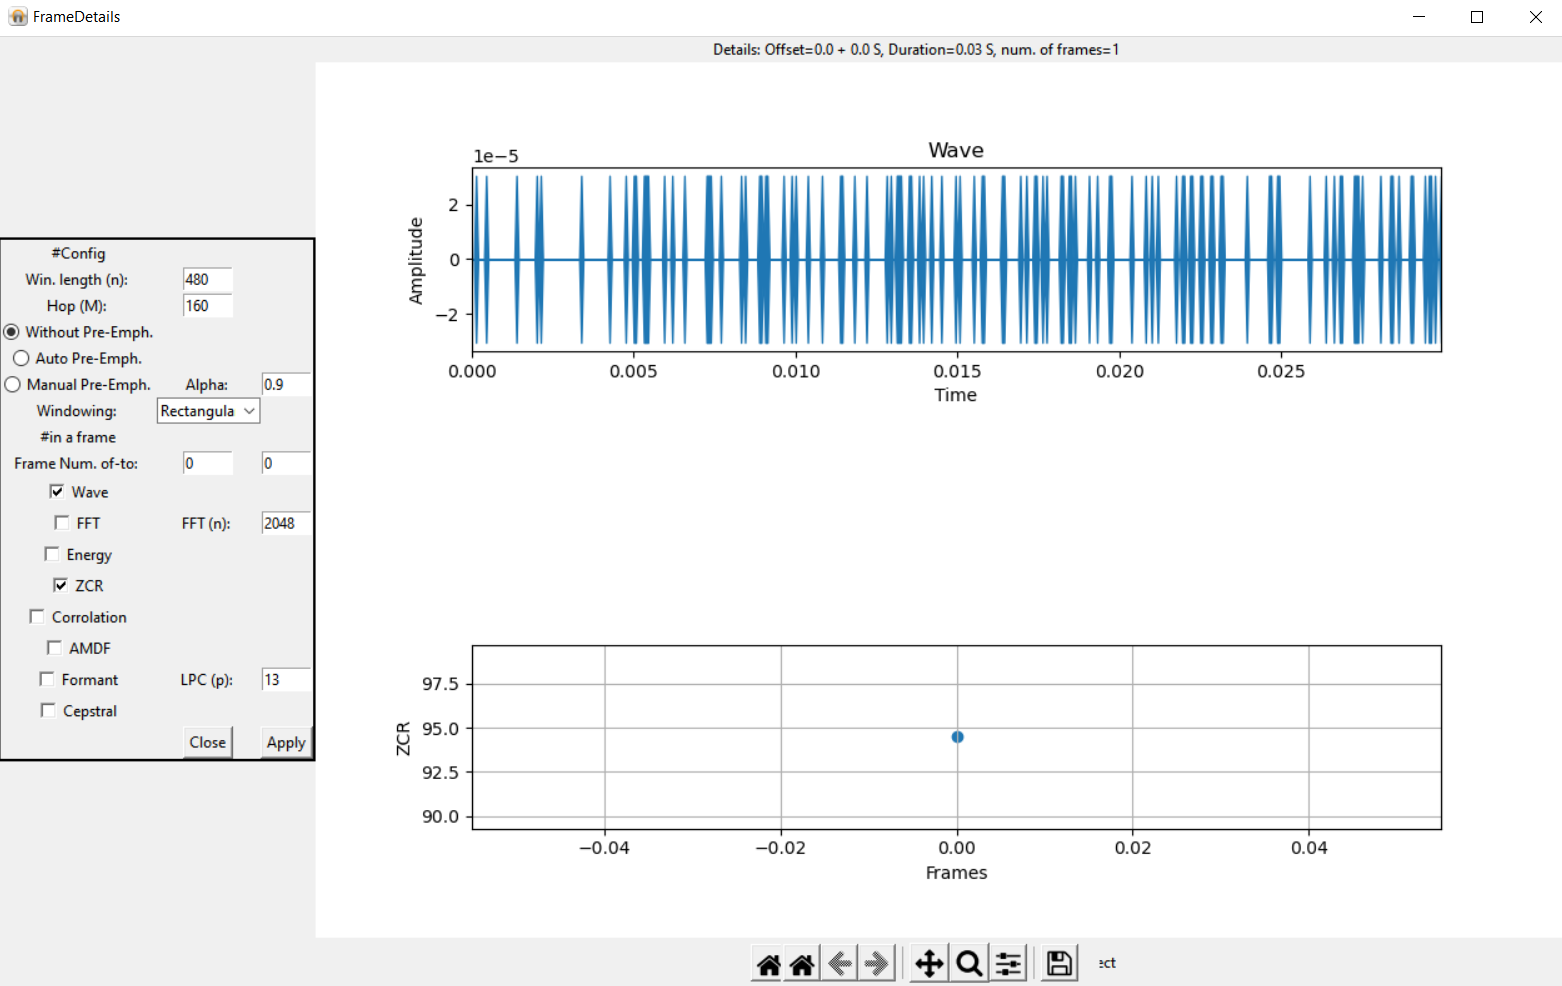 FrameDetails
Details: Offset=0.0 + 0.0 S, Duration=0.03 S, num. of frames=1
#Config
Win. length (n): 480
Hop (M): 160
Without Pre-Emph.
Auto Pre-Emph.
Manual Pre-Emph. Alpha: 0.9
Windowing: Rectangula
#in a frame
Frame Num. of-to: 0 0
Wave
FFT FFT (n): 2048
Energy
ZCR
Corrolation
AMDF
Formant LPC (p): 13
Cepstral
Close Apply
Wave
1e−5
2
0
−2
Amplitude
0.000 0.005 0.010 0.015 0.020 0.025
Time
97.5
95.0
92.5
90.0
ZCR
−0.04 −0.02 0.00 0.02 0.04
Frames
ect